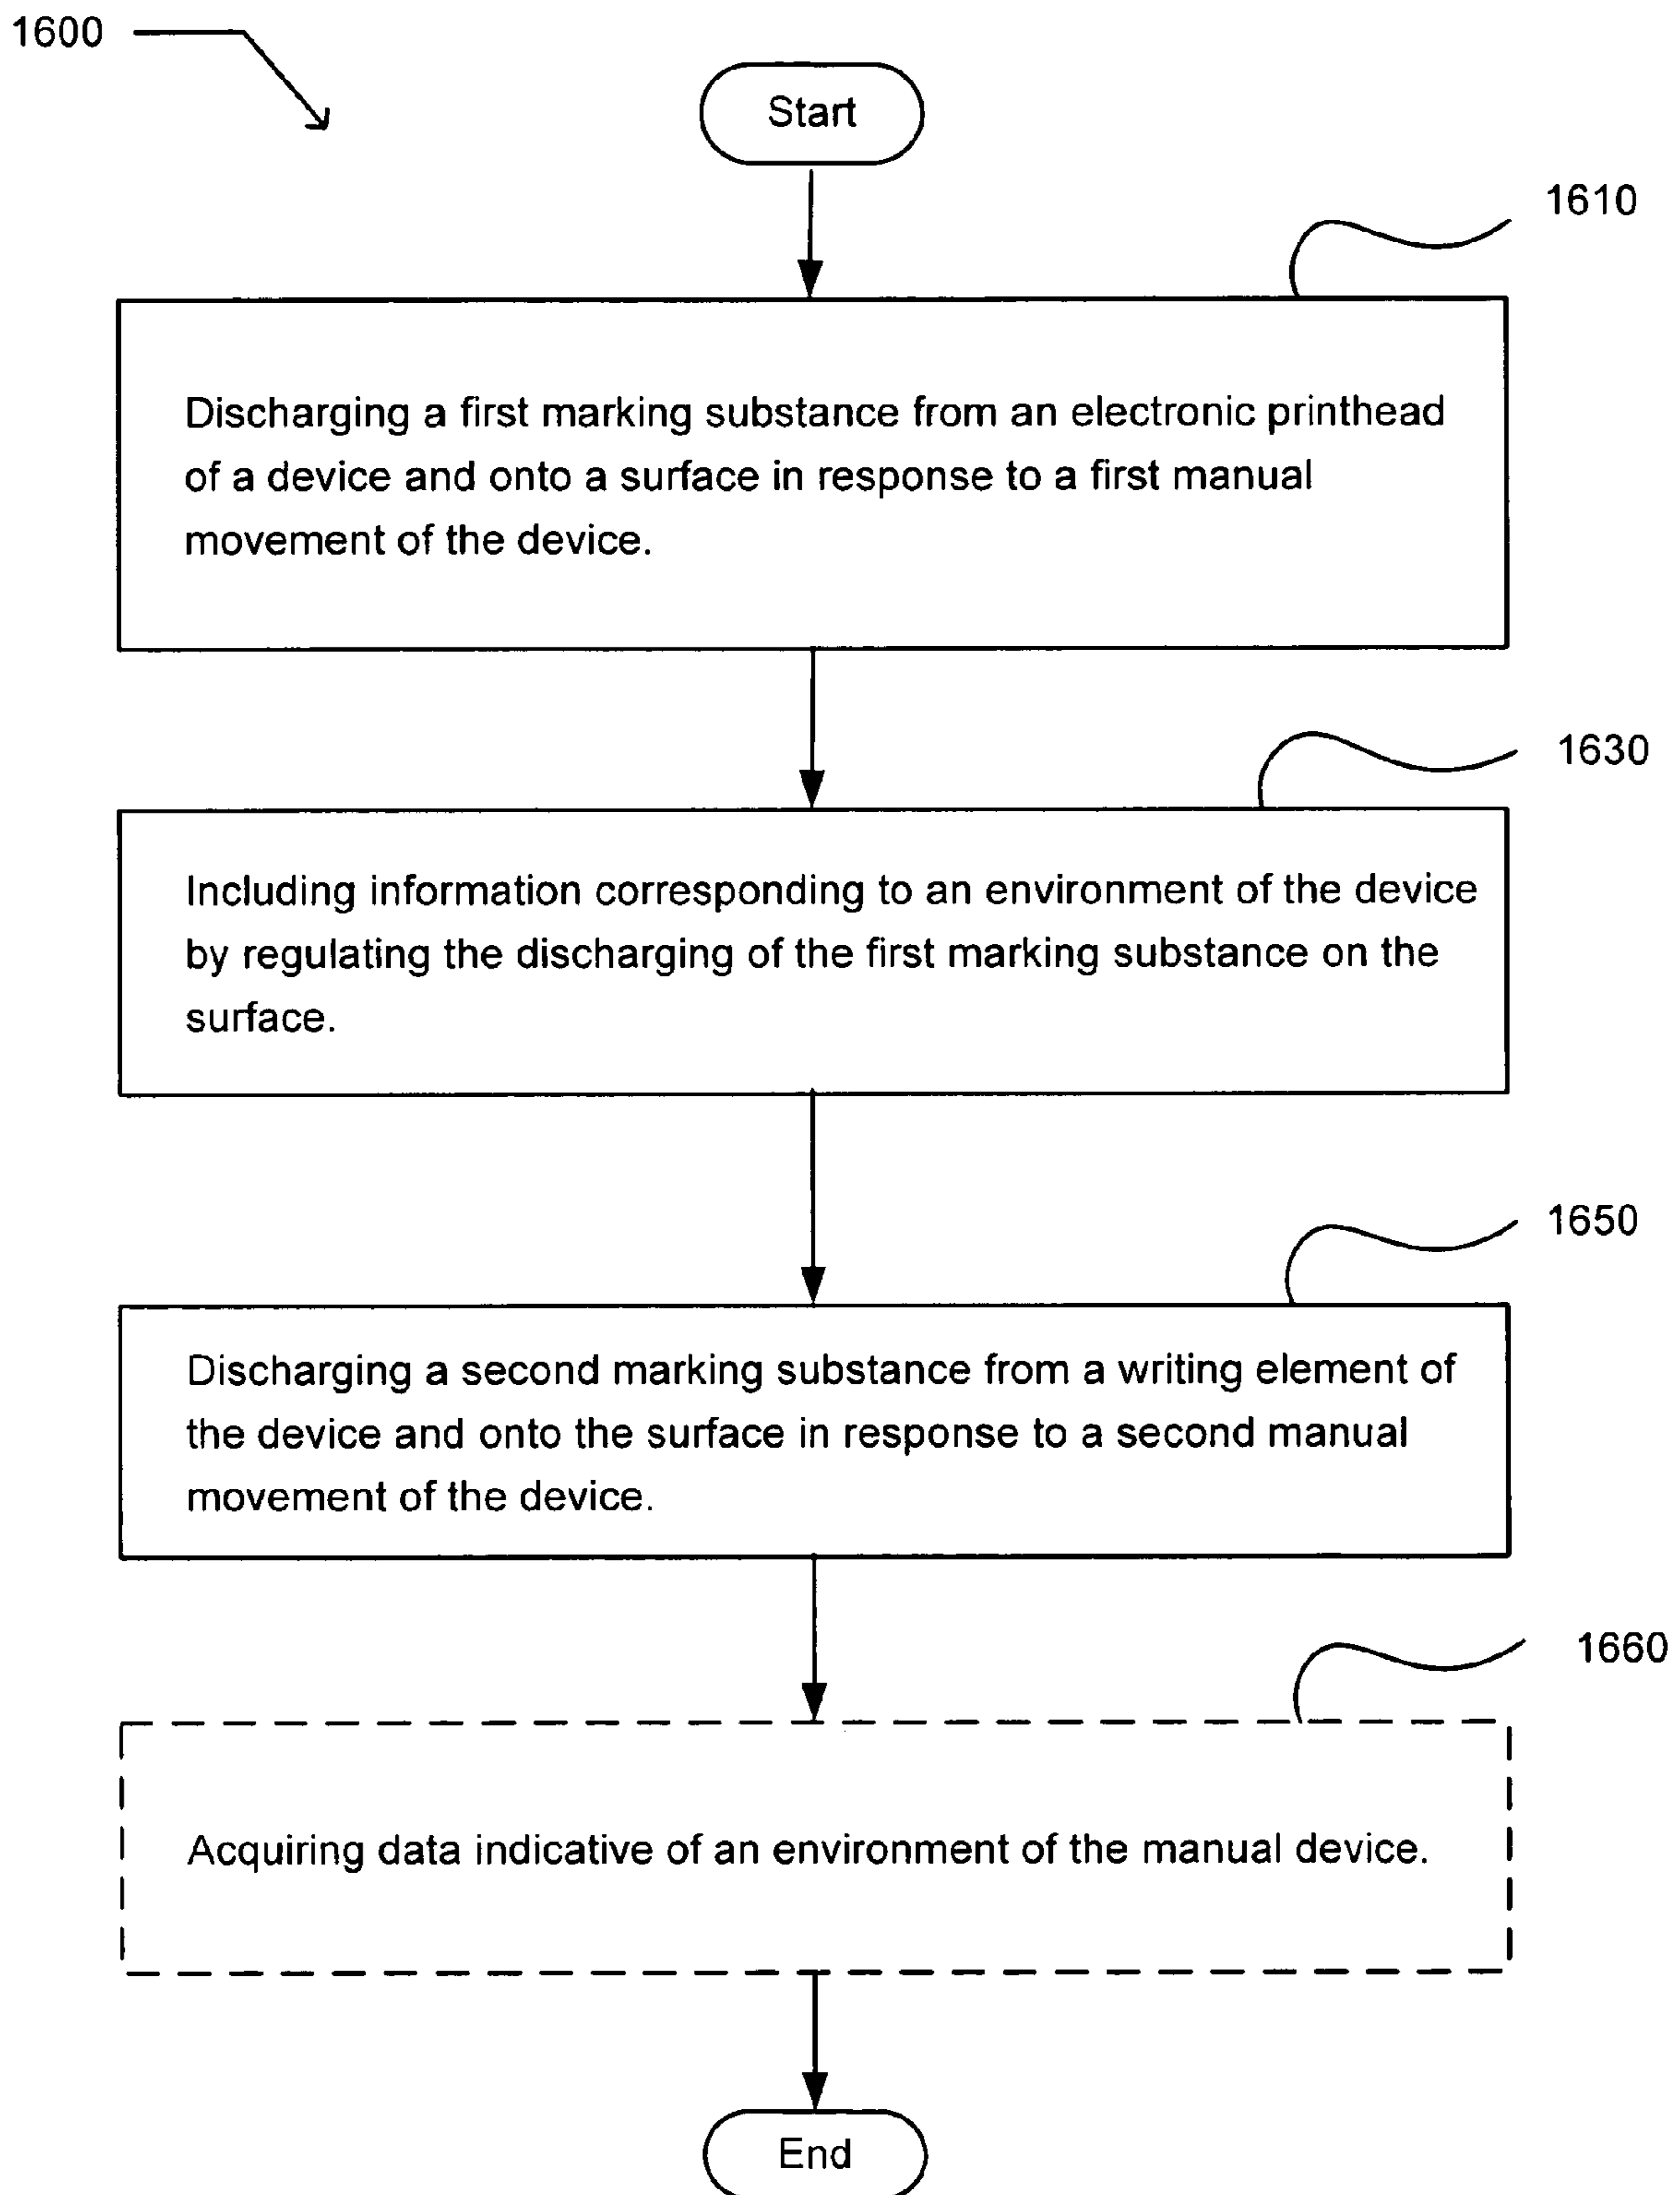 1600
Start
1610
Discharging a first marking substance from an electronic printhead
of a device and onto a surface in response to a first manual
movement of the device.
1630
Including information corresponding to an environment of the device
by regulating the discharging of the first marking substance on the
surface.
1650
Discharging a second marking substance from a writing element of
the device and onto the surface in response to a second manual
movement of the device.
1660
Acquiring data indicative of an environment of the manual device.
End